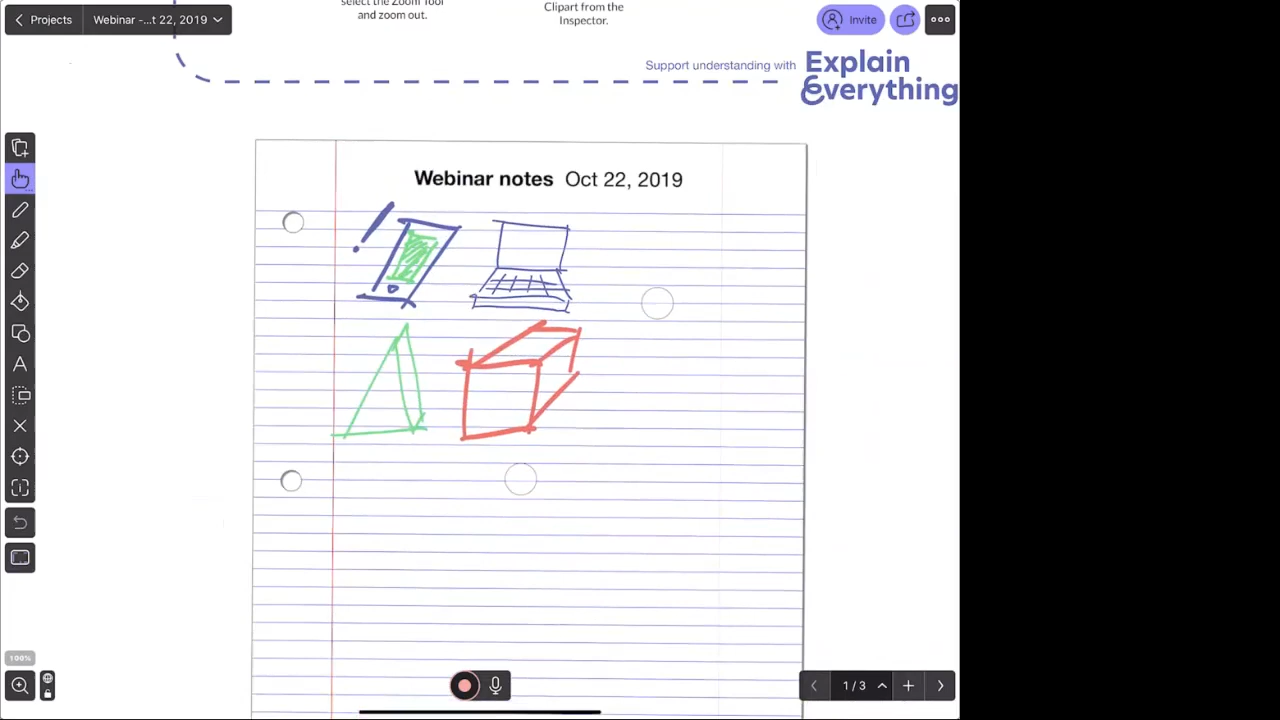 select the Zoom Tool
and zoom out.
Clipart from the
Inspector.
Projects
Webinar -...t 22, 2019
Invite
Support understanding with
Explain
Everything
Webinar notes Oct 22, 2019
A
100%
1/3